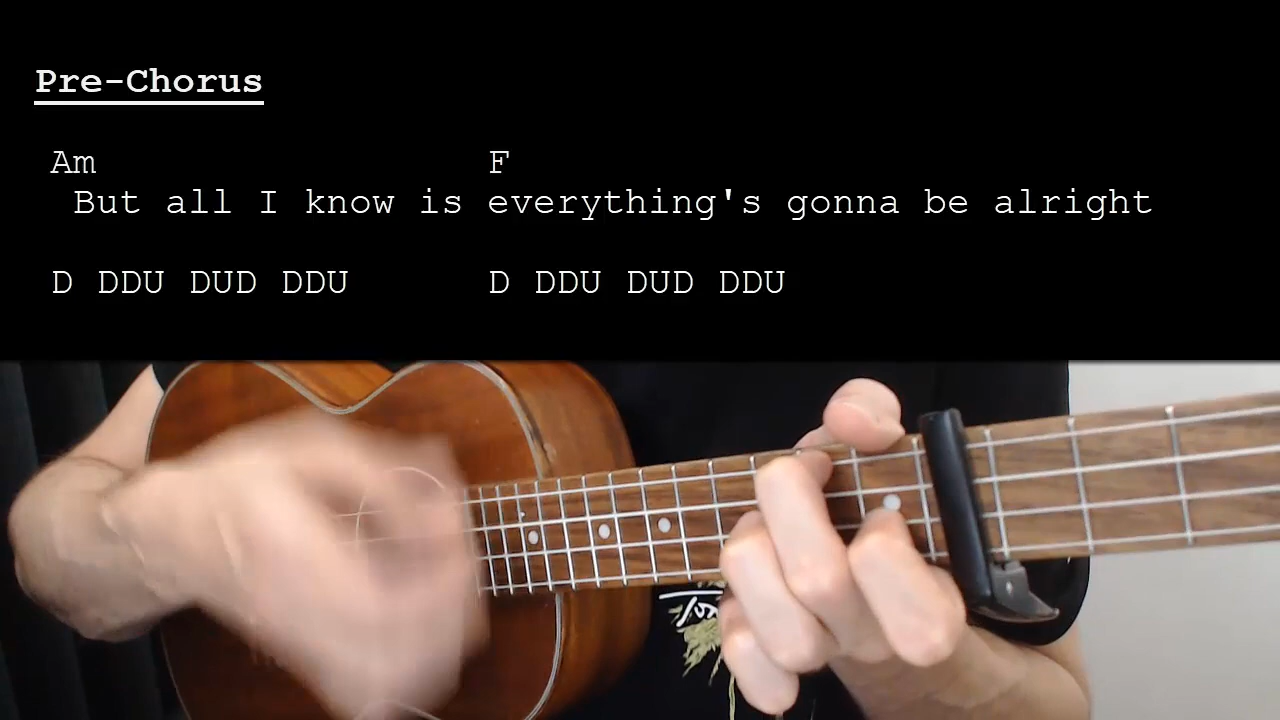 Pre-Chorus
Am F
But all I know is everything's gonna be alright
D DDU DUD DDU D DDU DUD DDU